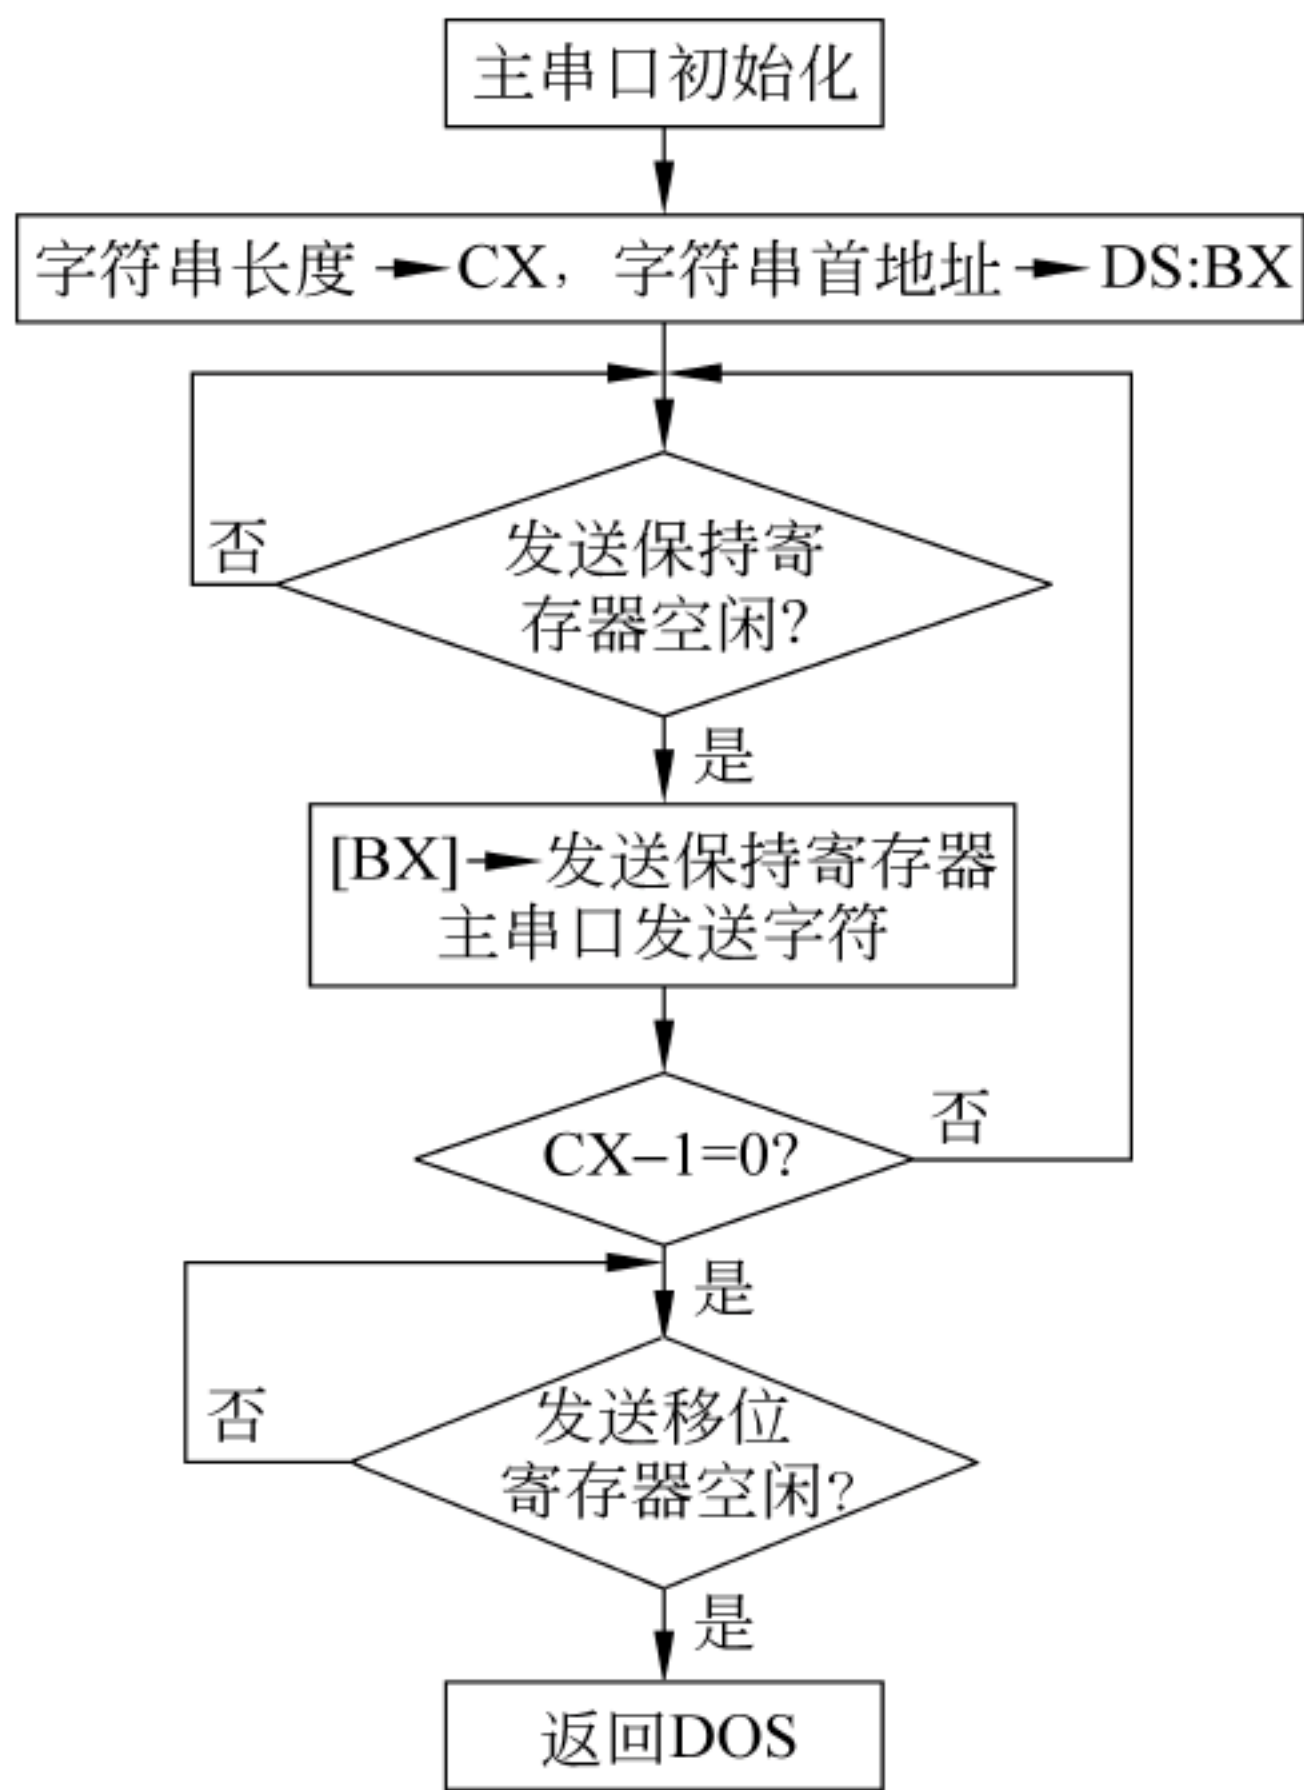 主串口初始化
字符串长度→CX，字符串首地址→DS:BX
否
发送保持寄
存器空闲?
是
[BX]→发送保持寄存器
主串口发送字符
CX–1=0?
否
是
否
发送移位
寄存器空闲?
是
返回DOS